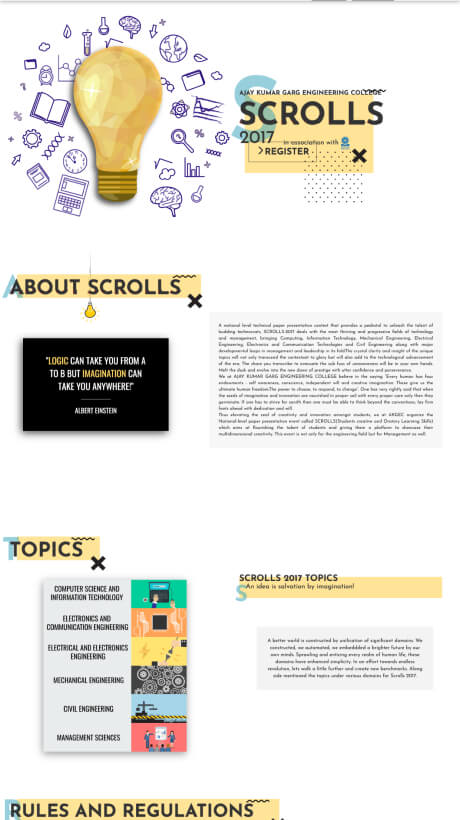 AJAY KUMAR GARG ENGINEERING COLLEGE
SCROLLS
2017
in association with
REGISTER
ABOUT SCROLLS
"LOGIC CAN TAKE YOU FROM A
TO B BUT IMAGINATION CAN
TAKE YOU ANYWHERE!"
ALBERT EINSTEIN
A national level technical paper presentation contest that provides a pedestal to unleash the talent of
budding technocrats, SCROLLS-2017 deals with the most thriving and progressive fields of technology
and management, bringing Computing, Information Technology, Mechanical Engineering, Electrical
Engineering, Electronics and Communication Technologies and Civil Engineering along with major
developmental leaps in management and leadership in its fold.The crystal clarity and insight of the unique
topics will not only transcend the contestant to glory but will also add to the technological advancement
of the era. The chase you transcribe to evacuate the sub foes of unawareness will be in your own hands.
Melt the dusk and evolve into the new dawn of prestige with utter confidence and perseverance.
We at AJAY KUMAR GARG ENGINEERING COLLEGE believe in the saying "Every human has four
endowments - self awareness, conscience, independent will and creative imagination. These give us the
ultimate human freedom.The power to choose, to respond, to change". One has very rightly said that when
the seeds of imagination and innovation are nourished in proper soil with every proper care only then they
germinate. If you has to strive for zenith then one must be able to think beyond the conventions, lay firm
fonts ahead with dedication and will.
Thus elevating the zeal of creativity and innovation amongst students, we at AKGEC organize the
National-level paper presentation event called SCROLLS(Students creative and Oratory Learning Skills)
which aims at flourishing the talent of students and giving them a platform to showcase their
multidimensional creativity. This event is not only for the engineering field but for Management as well.
TOPICS
COMPUTER SCIENCE AND
INFORMATION TECHNOLOGY
ELECTRONICS AND
COMMUNICATION ENGINEERING
ELECTRICAL AND ELECTRONICS
ENGINEERING
MECHANICAL ENGINEERING
CIVIL ENGINEERING
MANAGEMENT SCIENCES
SCROLLS 2017 TOPICS
An idea is salvation by imagination!
A better world is constructed by unification of significant domains. We
constructed, we automated, we embedded a brighter future by our
own minds. Sprawling and enticing every realm of human life, these
domains have enhanced simplicity. In an effort towards endless
revolution, lets walk a little further and create new benchmarks. Along
side mentioned the topics under various domains for Scrolls 2017.
RULES AND REGULATIONS